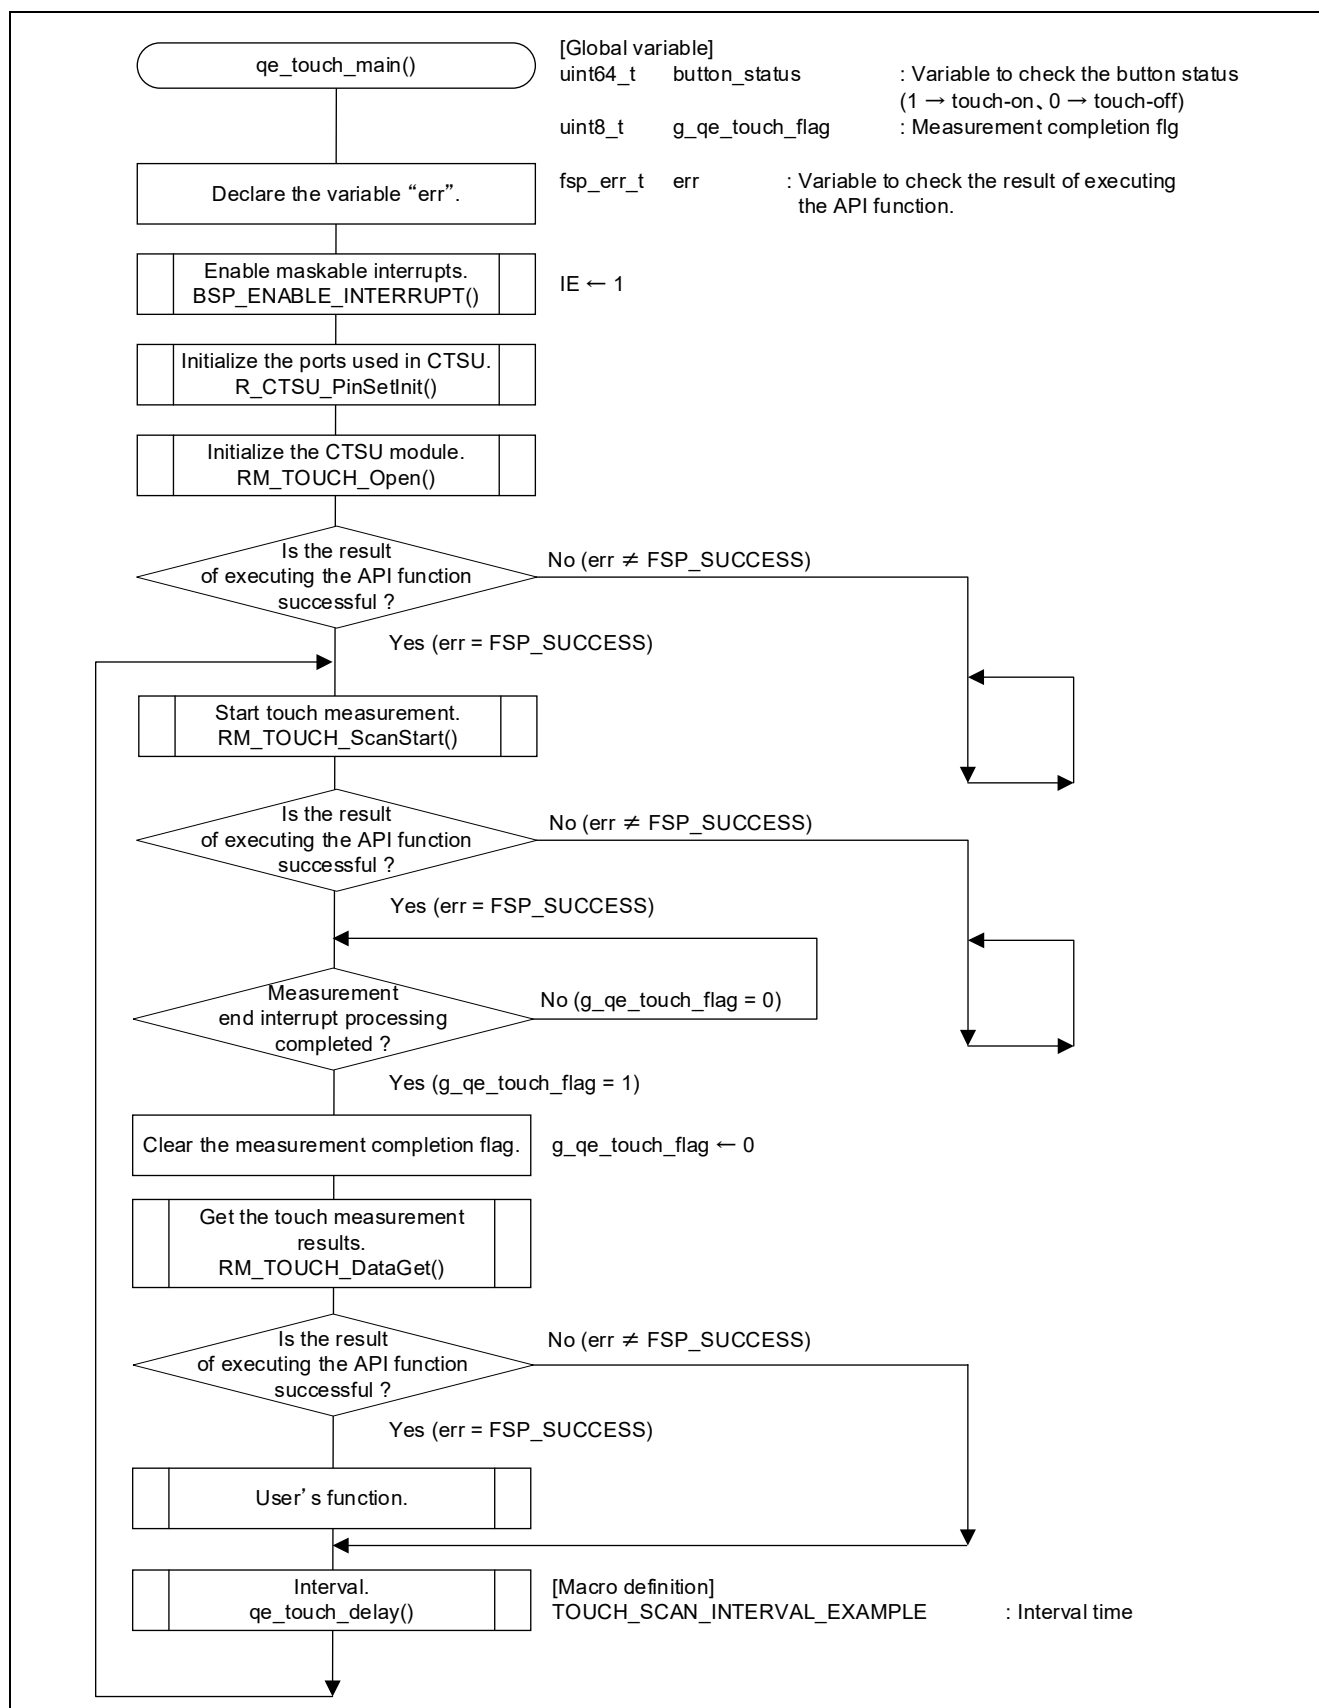 qe_touch_main()
[Global variable]
uint64_t button_status : Variable to check the button status
(1 → touch-on、0 → touch-off)
uint8_t g_qe_touch_flag : Measurement completion flg
Declare the variable “err”.
fsp_err_t err : Variable to check the result of executing
the API function.
Enable maskable interrupts.
BSP_ENABLE_INTERRUPT()
IE ← 1
Initialize the ports used in CTSU.
R_CTSU_PinSetInit()
Initialize the CTSU module.
RM_TOUCH_Open()
Is the result
of executing the API function
successful ?
No (err ≠ FSP_SUCCESS)
Yes (err = FSP_SUCCESS)
Start touch measurement.
RM_TOUCH_ScanStart()
Is the result
of executing the API function
successful ?
No (err ≠ FSP_SUCCESS)
Yes (err = FSP_SUCCESS)
Measurement
end interrupt processing
completed ?
No (g_qe_touch_flag = 0)
Yes (g_qe_touch_flag = 1)
Clear the measurement completion flag.
g_qe_touch_flag ← 0
Get the touch measurement
results.
RM_TOUCH_DataGet()
Is the result
of executing the API function
successful ?
No (err ≠ FSP_SUCCESS)
Yes (err = FSP_SUCCESS)
User’s function.
Interval.
qe_touch_delay()
[Macro definition]
TOUCH_SCAN_INTERVAL_EXAMPLE : Interval time